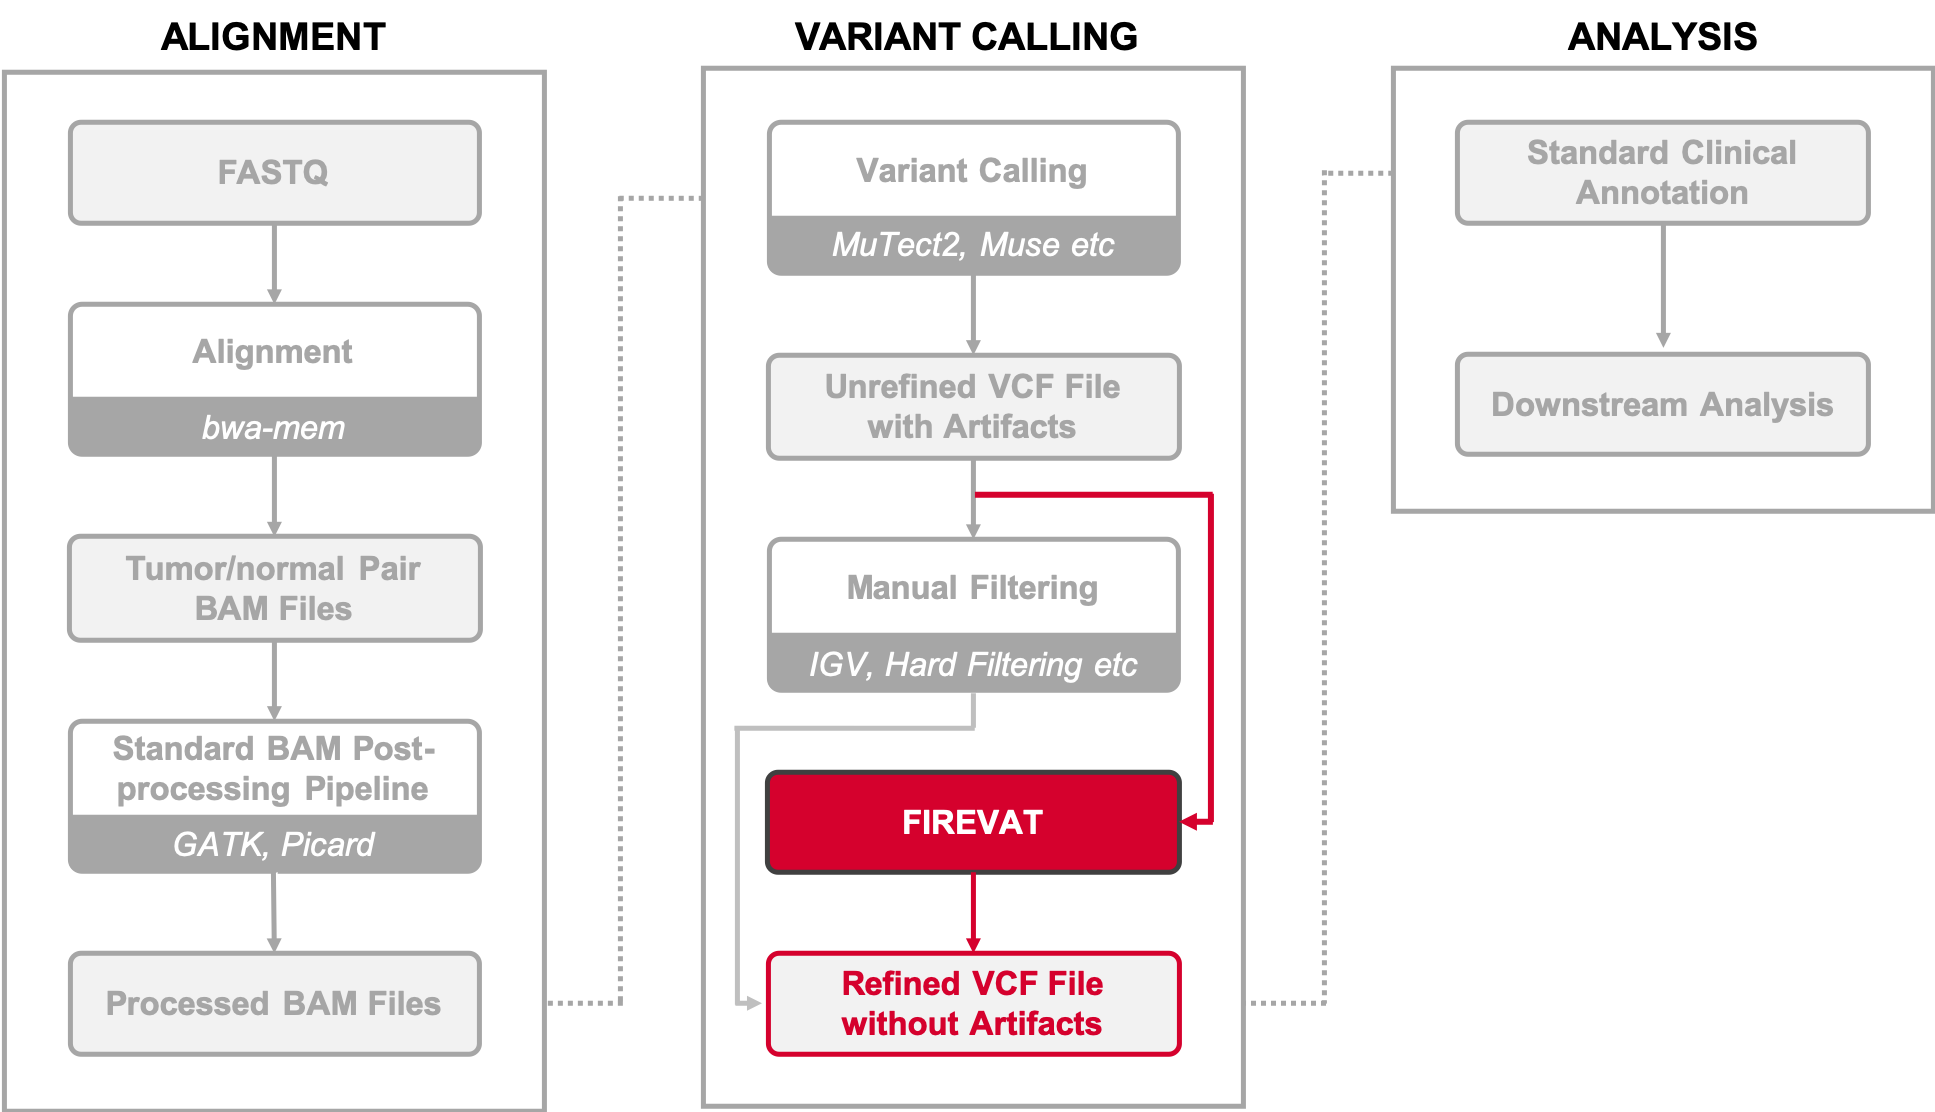 ALIGNMENT
FASTQ
Alignment
bwa-mem
Tumor/normal Pair
BAM Files
Standard BAM Post-
processing Pipeline
GATK, Picard
Processed BAM Files
VARIANT CALLING
Variant Calling
MuTect2, Muse etc
Unrefined VCF File
with Artifacts
Manual Filtering
IGV, Hard Filtering etc
FIREVAT
Refined VCF File
without Artifacts
ANALYSIS
Standard Clinical
Annotation
Downstream Analysis